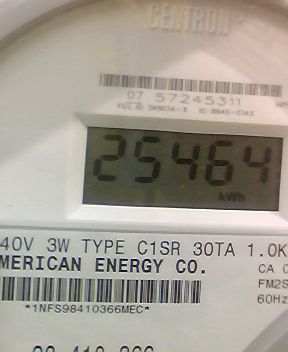 CENTRON
07 57245311
25464
kWh
40V 3W TYPE C1SR 30TA 1.0K
MERICAN ENERGY CO.
CA
FM2S
60Hz
*1NFS98410366MEC*